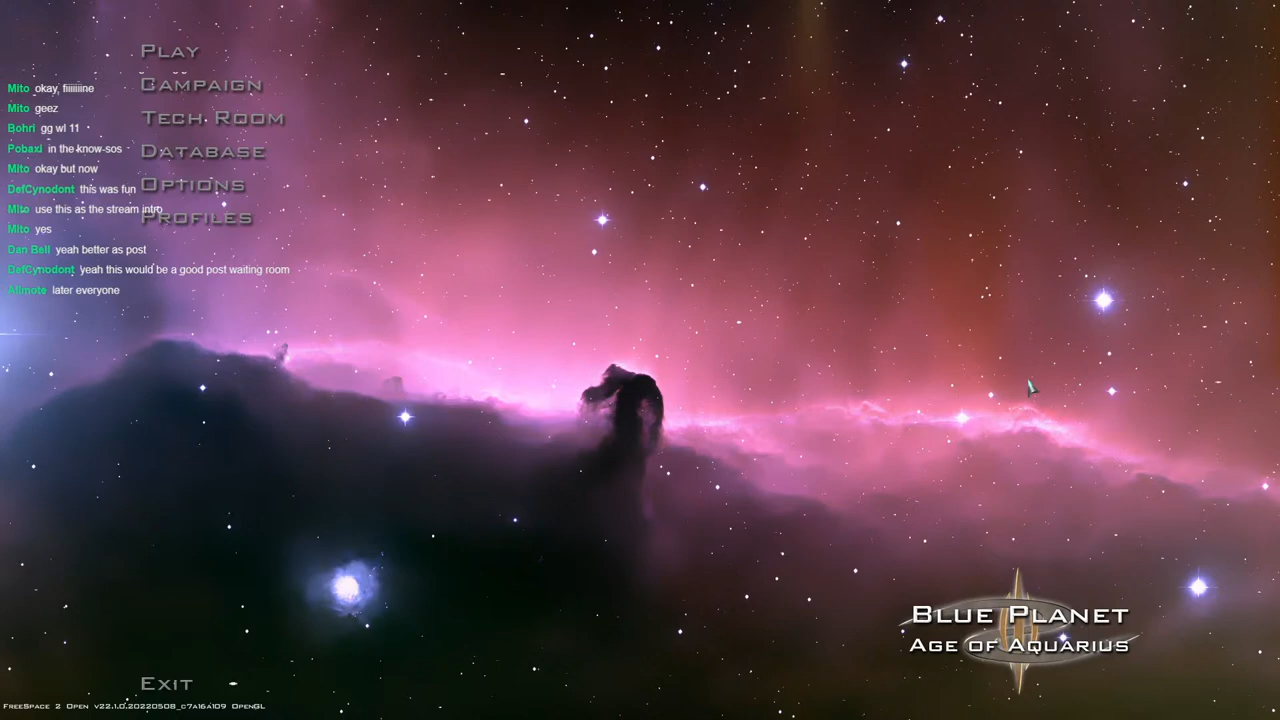 Play
Campaign
Mito okay, fiiiiiiine
Mito geez
Tech Room
Bohri gg wl 11
Pobaxi in the know-sos
Database
Mito okay but now
Options
DefCynodont this was fun
Mito use this as the stream intro
Profiles
Mito yes
Dan Bell yeah better as post
DefCynodont yeah this would be a good post waiting room
later everyone
Blue Planet
Age of Aquarius
Exit
FreeSpace 2 Open v22.1.0.20220508_c7a16a109 OpenGL